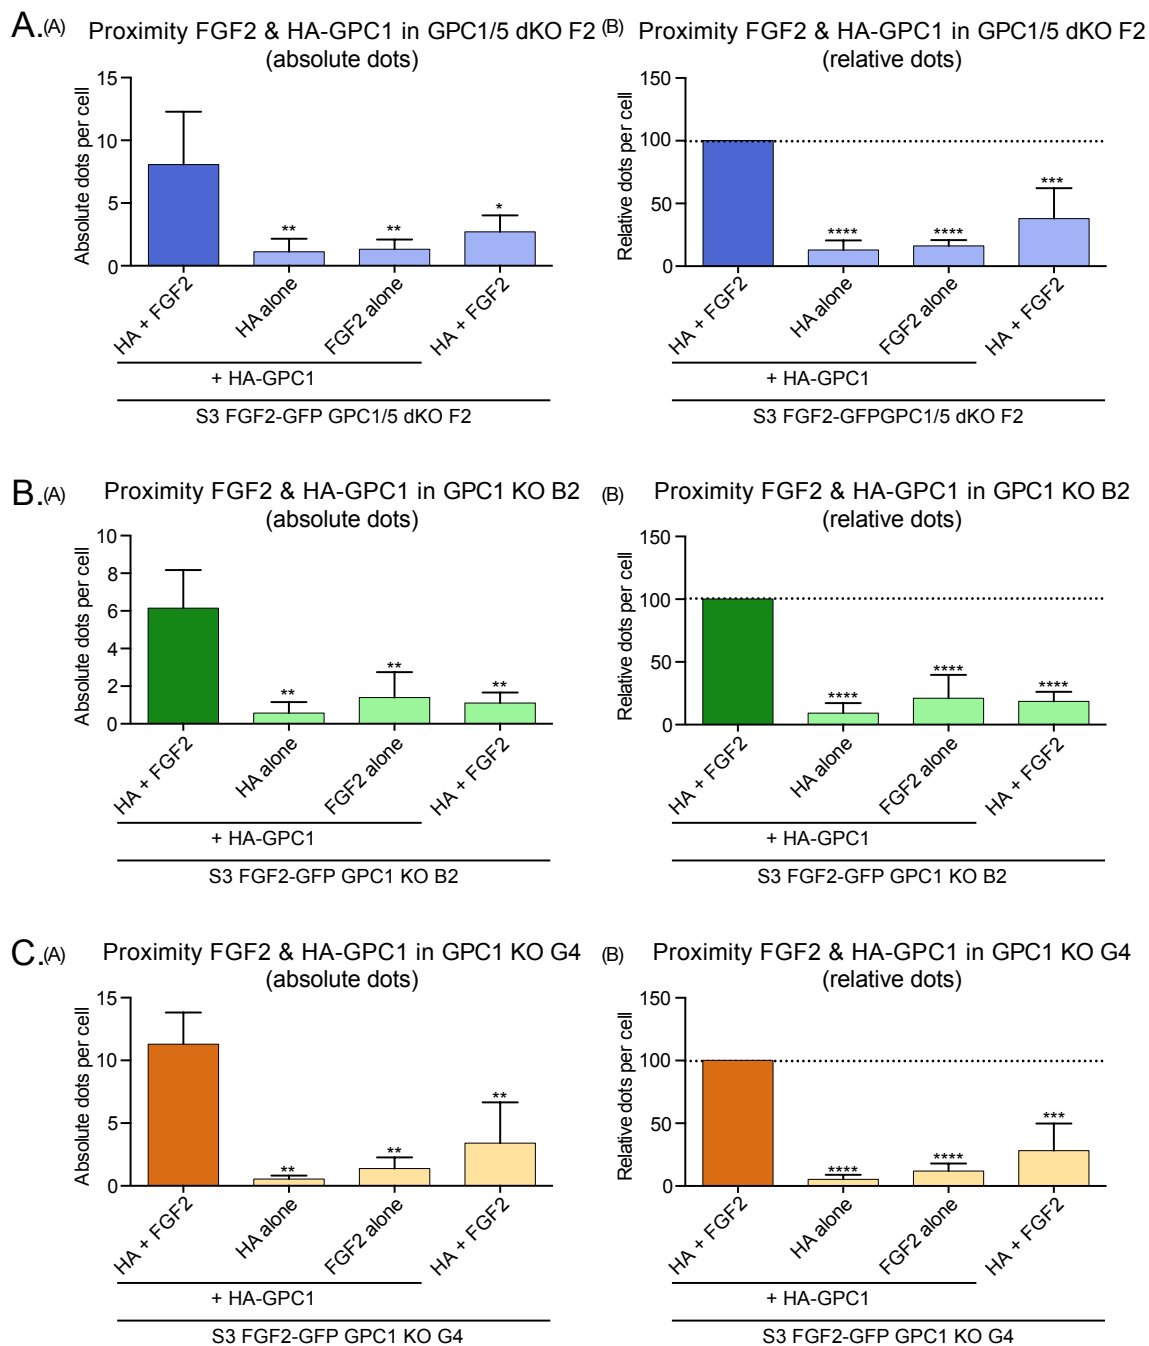 A.(A) Proximity FGF2 & HA-GPC1 in GPC1/5 dKO F2
(absolute dots)
Absolute dots per cell
15
10
5
0
**
**
*
HA + FGF2
HA alone
FGF2 alone
HA + FGF2
+ HA-GPC1
S3 FGF2-GFP GPC1/5 dKO F2
(B) Proximity FGF2 & HA-GPC1 in GPC1/5 dKO F2
(relative dots)
Relative dots per cell
150
100
50
0
****
****
***
HA + FGF2
HA alone
FGF2 alone
HA + FGF2
+ HA-GPC1
S3 FGF2-GFPGPC1/5 dKO F2
B.(A) Proximity FGF2 & HA-GPC1 in GPC1 KO B2
(absolute dots)
Absolute dots per cell
10
8
6
4
2
0
**
**
**
HA + FGF2
HA alone
FGF2 alone
HA + FGF2
+ HA-GPC1
S3 FGF2-GFP GPC1 KO B2
(B) Proximity FGF2 & HA-GPC1 in GPC1 KO B2
(relative dots)
Relative dots per cell
150
100
50
0
****
****
****
HA + FGF2
HA alone
FGF2 alone
HA + FGF2
+ HA-GPC1
S3 FGF2-GFP GPC1 KO B2
C.(A) Proximity FGF2 & HA-GPC1 in GPC1 KO G4
(absolute dots)
Absolute dots per cell
15
10
5
0
**
**
**
HA + FGF2
HA alone
FGF2 alone
HA + FGF2
+ HA-GPC1
S3 FGF2-GFP GPC1 KO G4
(B) Proximity FGF2 & HA-GPC1 in GPC1 KO G4
(relative dots)
Relative dots per cell
150
100
50
0
****
****
***
HA + FGF2
HA alone
FGF2 alone
HA + FGF2
+ HA-GPC1
S3 FGF2-GFP GPC1 KO G4